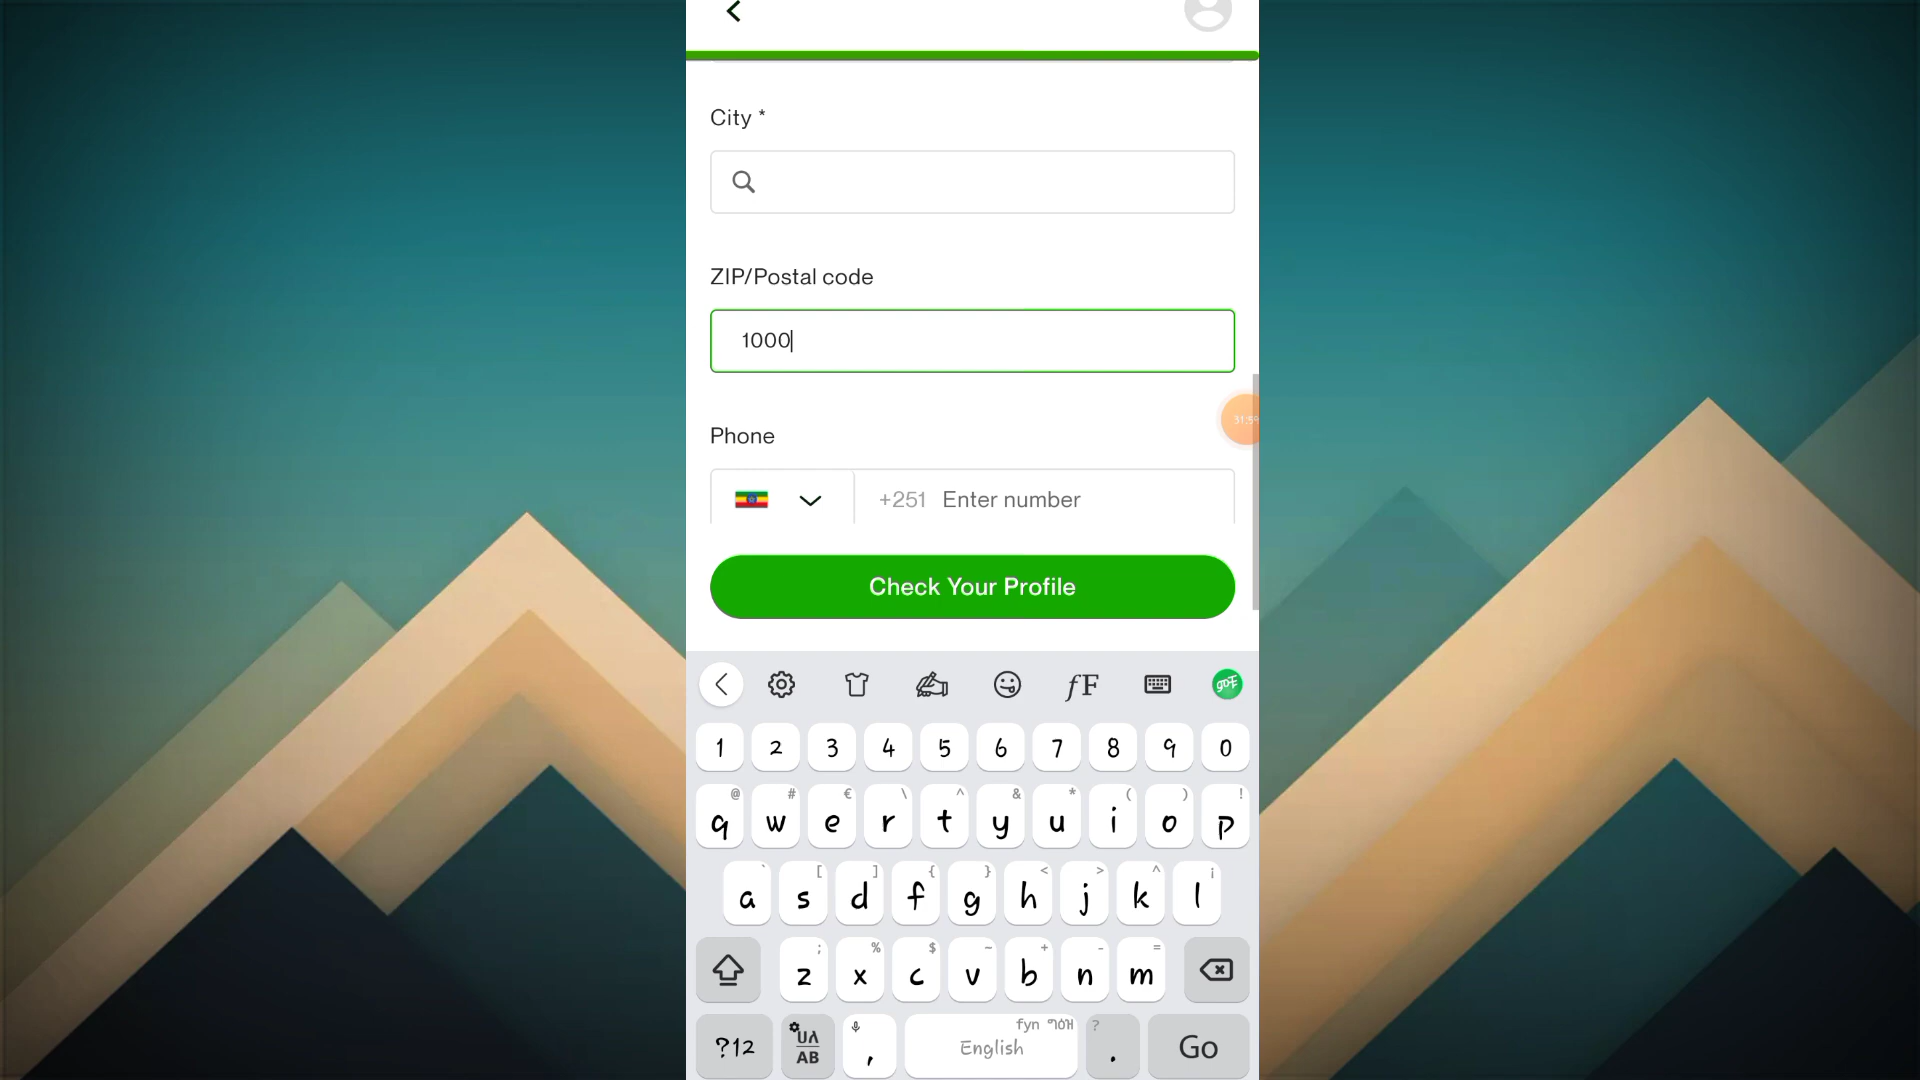 City *
ZIP/Postal code
1000
Phone
+251 Enter number
Check Your Profile
1 2 3 4 5 6 7 8 9 0
@ # € \ ^ & * ( ) !
q w e r t y u i o p
` [ ] { } < > ^ ¡
a s d f g h j k l
; % $ ~ + - =
z x c v b n m
?12 AB , English ? . Go